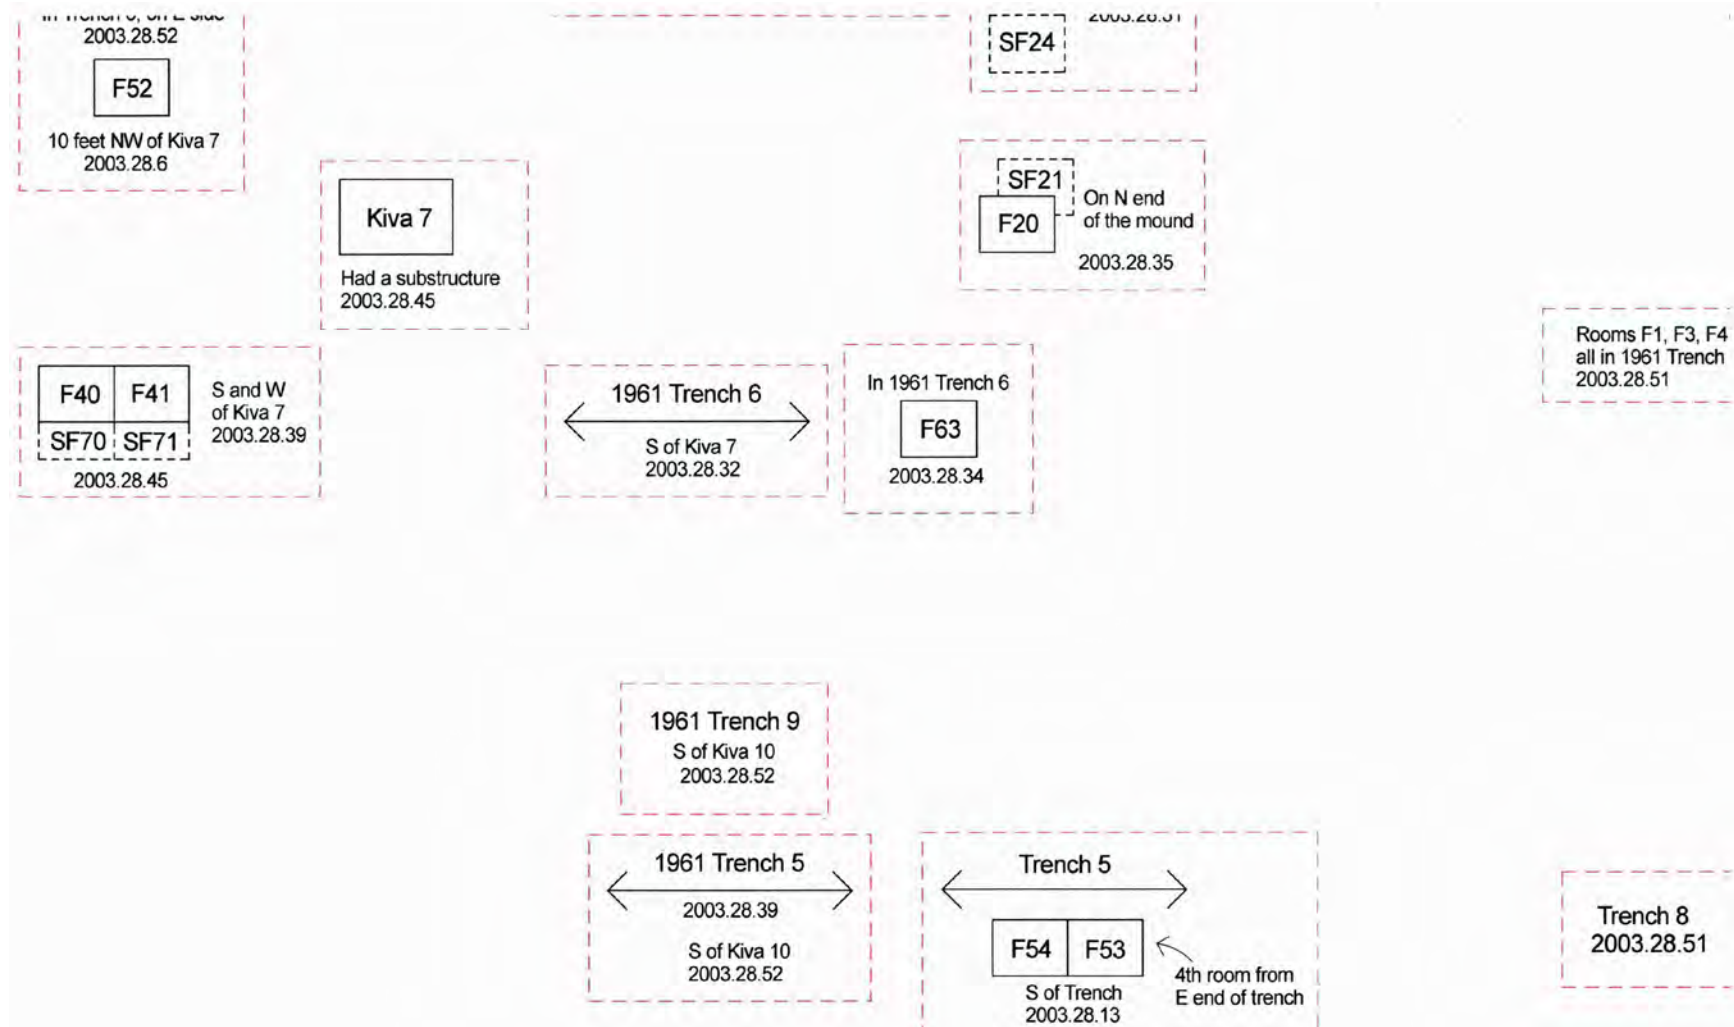 In Trench 6, on E side
2003.28.52
F52
10 feet NW of Kiva 7
2003.28.6
SF24
Kiva 7
Had a substructure
2003.28.45
SF21
F20
On N end
of the mound
2003.28.35
Rooms F1, F3, F4
all in 1961 Trench
2003.28.51
F40 F41
SF70 SF71
S and W
of Kiva 7
2003.28.39
2003.28.45
1961 Trench 6
S of Kiva 7
2003.28.32
In 1961 Trench 6
F63
2003.28.34
1961 Trench 9
S of Kiva 10
2003.28.52
1961 Trench 5
2003.28.39
S of Kiva 10
2003.28.52
Trench 5
F54 F53
4th room from
E end of trench
S of Trench
2003.28.13
Trench 8
2003.28.51